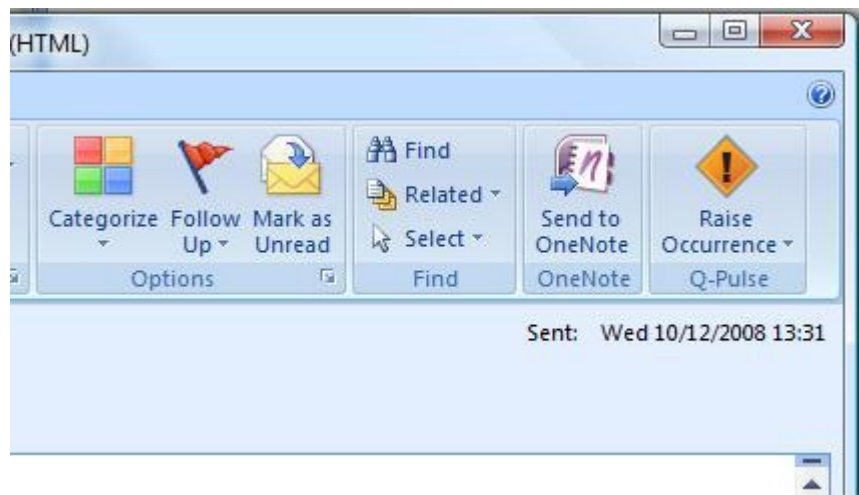 (HTML)
Categorize
Follow
Up
Mark as
Unread
Options
Find
Related
Select
Find
Send to
OneNote
OneNote
Raise
Occurrence
Q-Pulse
Sent: Wed 10/12/2008 13:31